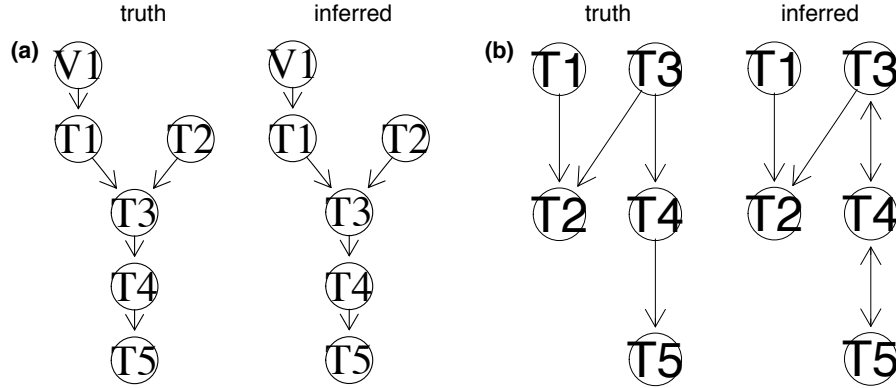 truth inferred truth inferred
(a) V1 V1 (b) T1 T3 T1 T3
T1 T2 T1 T2
T3 T3 T2 T4 T2 T4
T4 T4
T5 T5 T5 T5